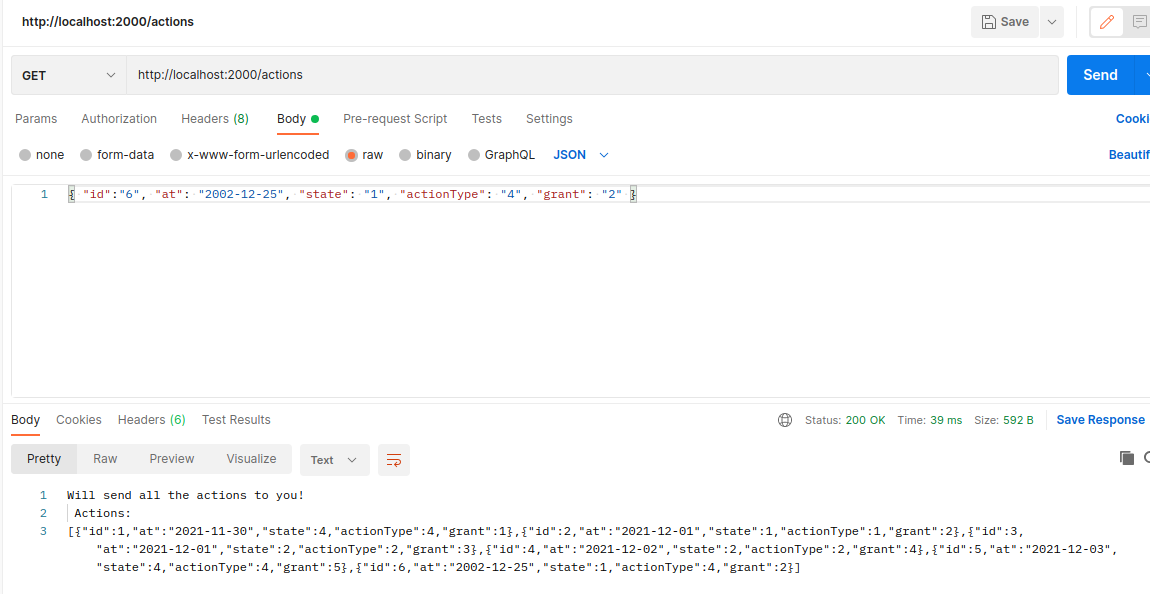 http://localhost:2000/actions
Save
GET
http://localhost:2000/actions
Send
Params Authorization Headers (8) Body Pre-request Script Tests Settings
none form-data x-www-form-urlencoded raw binary GraphQL JSON
1 { "id":"6", "at": "2002-12-25", "state": "1", "actionType": "4", "grant": "2" }
Body Cookies Headers (6) Test Results Status: 200 OK Time: 39 ms Size: 592 B Save Response
Pretty Raw Preview Visualize Text
1 Will send all the actions to you!
2 Actions:
3 [{"id":1,"at":"2021-11-30","state":4,"actionType":4,"grant":1},{"id":2,"at":"2021-12-01","state":1,"actionType":1,"grant":2},{"id":3,
"at":"2021-12-01","state":2,"actionType":2,"grant":3},{"id":4,"at":"2021-12-02","state":2,"actionType":2,"grant":4},{"id":5,"at":"2021-12-03",
"state":4,"actionType":4,"grant":5},{"id":6,"at":"2002-12-25","state":1,"actionType":4,"grant":2}]